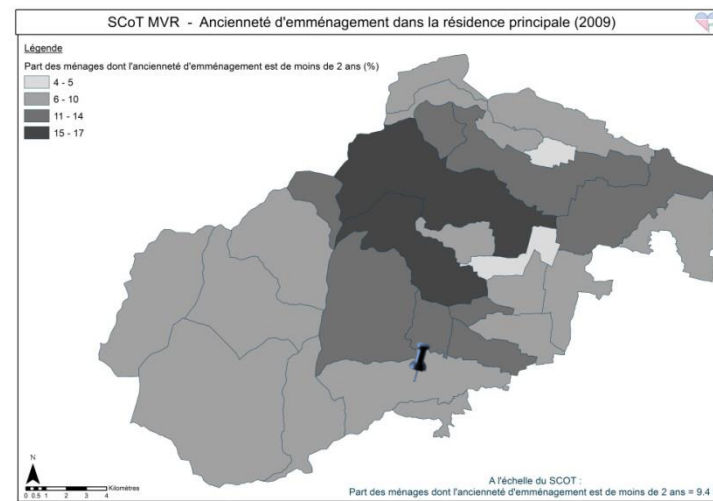 SCoT MVR - Ancienneté d'emménagement dans la résidence principale (2009)
Légende
Part des ménages dont l'ancienneté d'emménagement est de moins de 2 ans (%)
4 - 5
6 - 10
11 - 14
15 - 17
N
0 0.5 1 2 3 4 Kilomètres
A l'échelle du SCOT :
Part des ménages dont l'ancienneté d'emménagement est de moins de 2 ans = 9.4